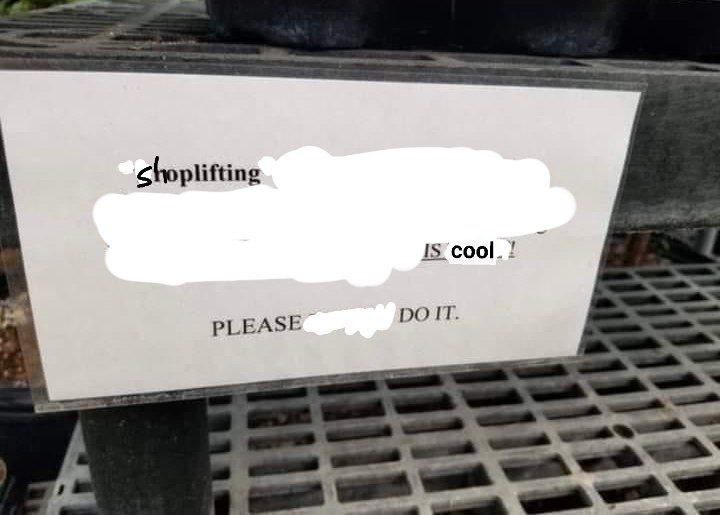 shoplifting
IS cool!
PLEASE DO IT.